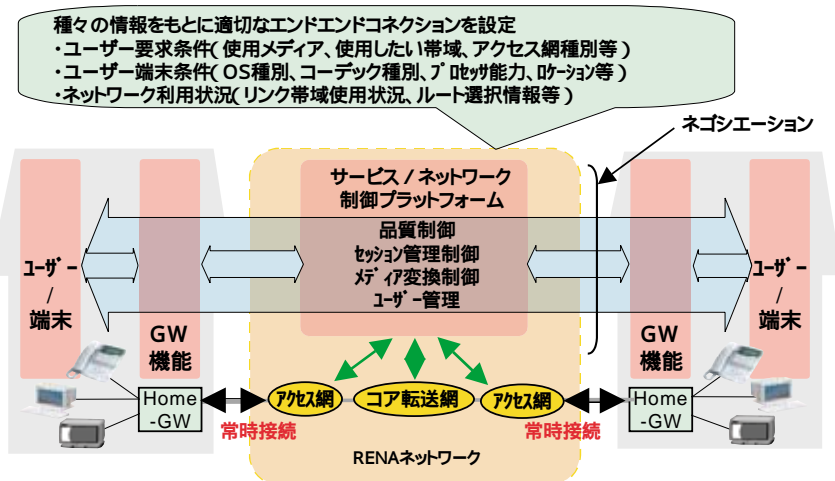 種々の情報をもとに適切なエンドエンドコネクションを設定
・ユーザー要求条件(使用メディア、使用したい帯域、アクセス網種別等)
・ユーザー端末条件(OS種別、コーデック種別、プロセッサ能力、ロケーション等)
・ネットワーク利用状況(リンク帯域使用状況、ルート選択情報等)
ネゴシエーション
サービス/ネットワーク
制御プラットフォーム
品質制御
セッション管理制御
メディア変換制御
ユーザー管理
ユーザー
/
端末
GW
機能
GW
機能
ユーザー
/
端末
Home
-GW
アクセス網
コア転送網
アクセス網
Home
-GW
常時接続
常時接続
RENAネットワーク